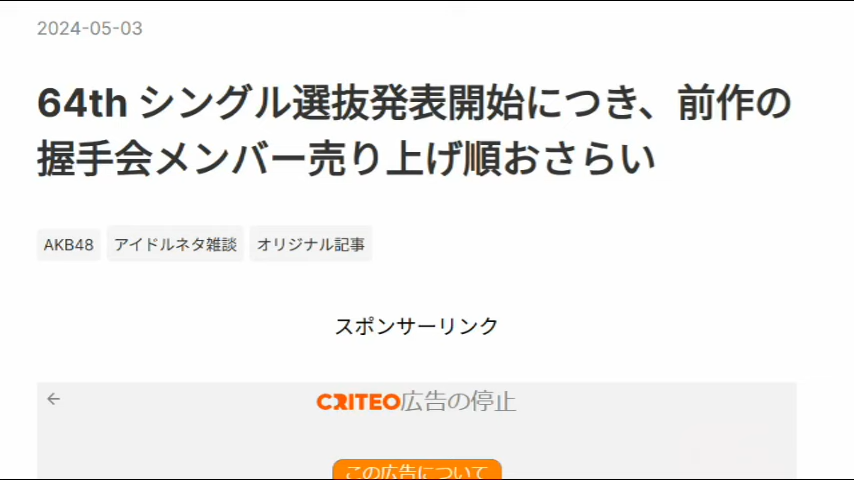 2024-05-03
64th シングル選抜発表開始につき、前作の
握手会メンバー売り上げ順おさらい
AKB48 アイドルネタ雑談 オリジナル記事
スポンサーリンク
← CRITEO広告の停止
この広告について